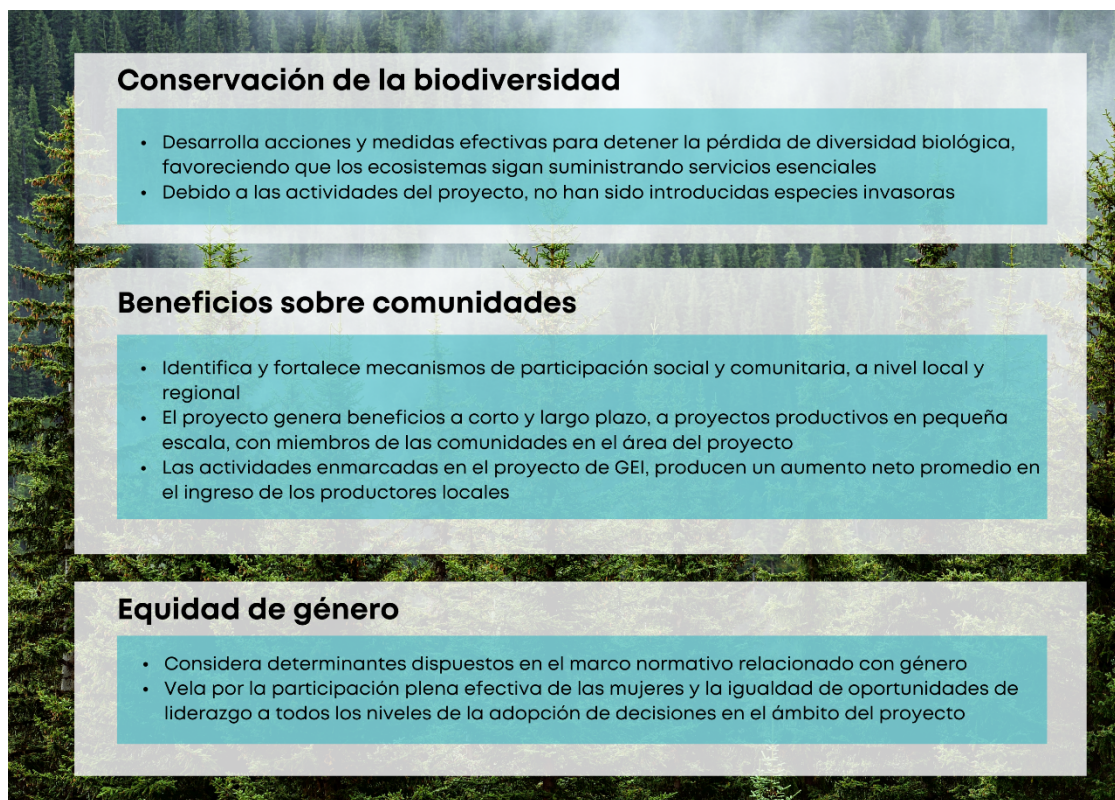 Conservación de la biodiversidad
• Desarrolla acciones y medidas efectivas para detener la pérdida de diversidad biológica,
favoreciendo que los ecosistemas sigan suministrando servicios esenciales
• Debido a las actividades del proyecto, no han sido introducidas especies invasoras
Beneficios sobre comunidades
• Identifica y fortalece mecanismos de participación social y comunitaria, a nivel local y
regional
• El proyecto genera beneficios a corto y largo plazo, a proyectos productivos en pequeña
escala, con miembros de las comunidades en el área del proyecto
• Las actividades enmarcadas en el proyecto de GEI, producen un aumento neto promedio en
el ingreso de los productores locales
Equidad de género
• Considera determinantes dispuestos en el marco normativo relacionado con género
• Vela por la participación plena efectiva de las mujeres y la igualdad de oportunidades de
liderazgo a todos los niveles de la adopción de decisiones en el ámbito del proyecto